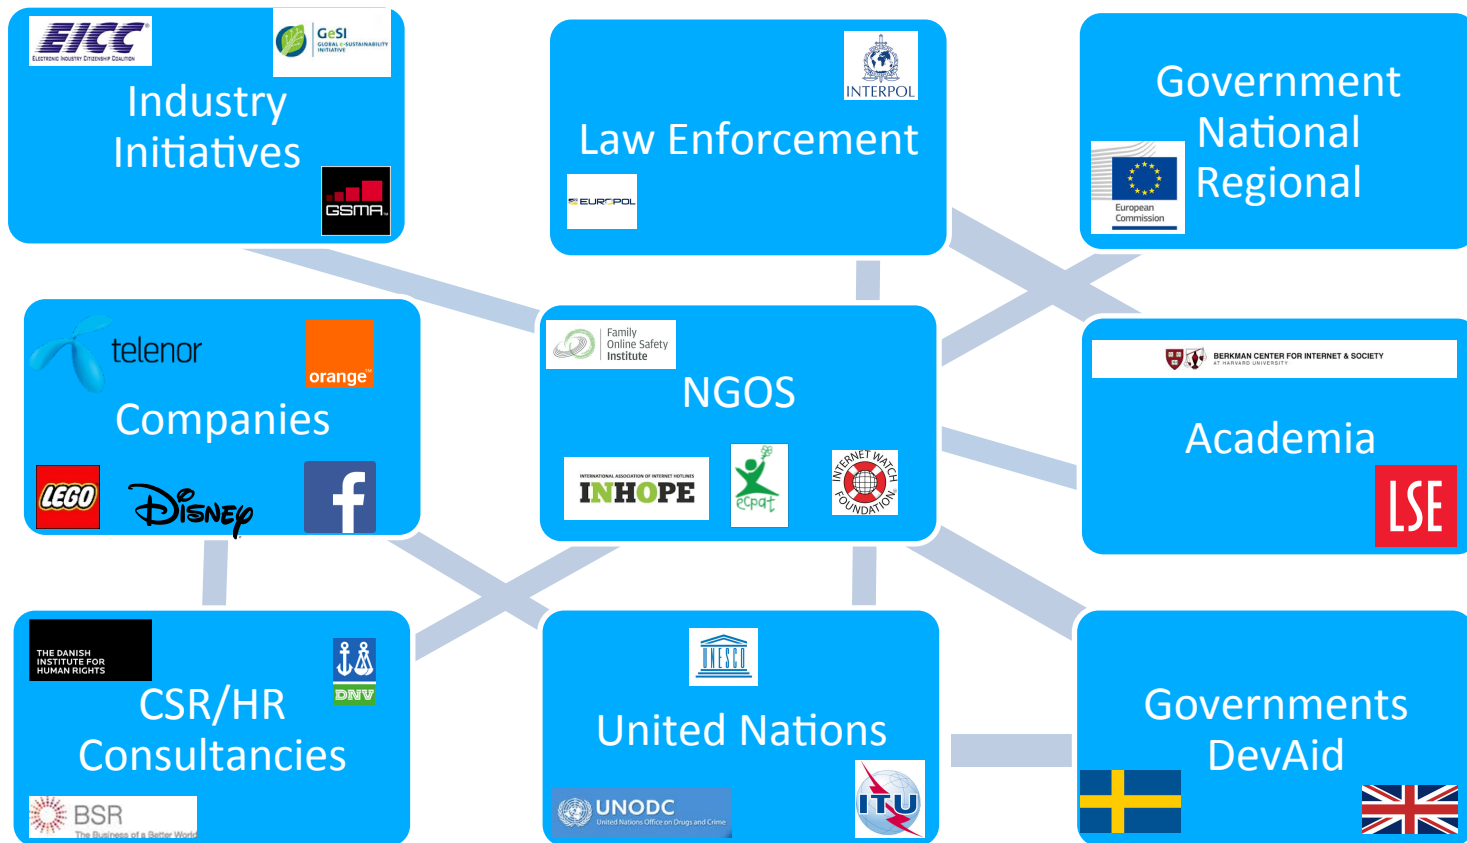 EICC
ELECTRONIC INDUSTRY CITIZENSHIP COALITION
GeSI
GLOBAL e-SUSTAINABILITY
INITIATIVE
Industry
Initiatives
GSMA
INTERPOL
Law Enforcement
EUROPOL
Government
National
Regional
European
Commission
telenor
orange
Companies
LEGO
DISNEY
f
Family
Online Safety
Institute
NGOS
INTERNATIONAL ASSOCIATION OF INTERNET HOTLINES
INHOPE
ecpat
INTERNET WATCH
FOUNDATION
BERKMAN CENTER FOR INTERNET & SOCIETY
AT HARVARD UNIVERSITY
Academia
LSE
THE DANISH
INSTITUTE FOR
HUMAN RIGHTS
DNV
CSR/HR
Consultancies
BSR
The Business of a Better World
UNESCO
United Nations
UNODC
United Nations Office on Drugs and Crime
ITU
Governments
DevAid